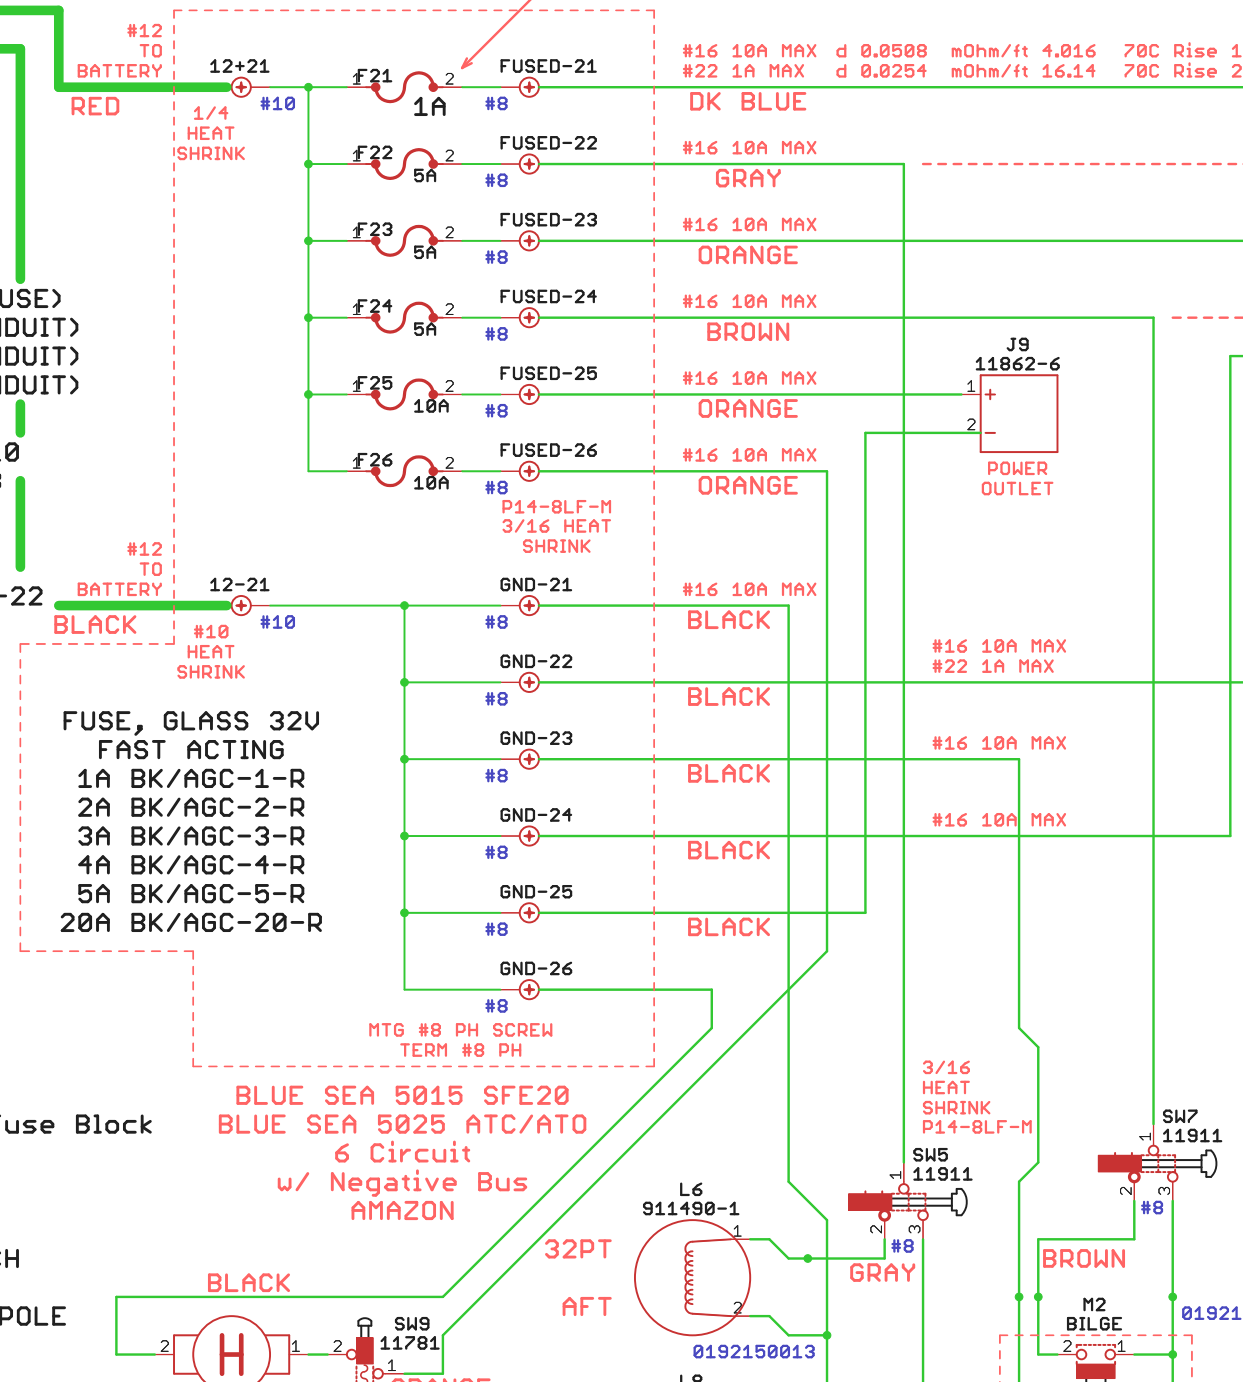 #12
TO
BATTERY
RED
12+21
#10
1/4
HEAT
SHRINK
1 F21 2
1A
FUSED-21
#8
#16 10A MAX d 0.0508 mOhm/ft 4.016 70C Rise 1
#22 1A MAX d 0.0254 mOhm/ft 16.14 70C Rise 2
DK BLUE
1 F22 2
5A
FUSED-22
#8
#16 10A MAX
GRAY
1 F23 2
5A
FUSED-23
#8
#16 10A MAX
ORANGE
USE)
NDUIT)
NDUIT)
NDUIT)
1 F24 2
5A
FUSED-24
#8
#16 10A MAX
BROWN
1 F25 2
10A
FUSED-25
#8
#16 10A MAX
ORANGE
J9
11862-6
1 +
2 -
POWER
OUTLET
1 F26 2
10A
FUSED-26
#8
#16 10A MAX
ORANGE
P14-8LF-M
3/16 HEAT
SHRINK
#12
TO
BATTERY
-22
BLACK
12-21
#10
#10
HEAT
SHRINK
GND-21
#8
#16 10A MAX
BLACK
GND-22
#8
BLACK
#16 10A MAX
#22 1A MAX
GND-23
#8
BLACK
#16 10A MAX
GND-24
#8
BLACK
#16 10A MAX
GND-25
#8
BLACK
GND-26
#8
FUSE, GLASS 32V
FAST ACTING
1A BK/AGC-1-R
2A BK/AGC-2-R
3A BK/AGC-3-R
4A BK/AGC-4-R
5A BK/AGC-5-R
20A BK/AGC-20-R
MTG #8 PH SCREW
TERM #8 PH
BLUE SEA 5015 SFE20
BLUE SEA 5025 ATC/ATO
6 Circuit
w/ Negative Bus
AMAZON
use Block
3/16
HEAT
SHRINK
P14-8LF-M
SW5
11911
1
2
3
#8
GRAY
SW7
11911
1
2
3
#8
BROWN
L6
911490-1
1
2
32PT
AFT
0192150013
M2
BILGE
2 1
01921
CH
POLE
BLACK
2 H 1
SW9
11781
2
1
ORANGE
L8